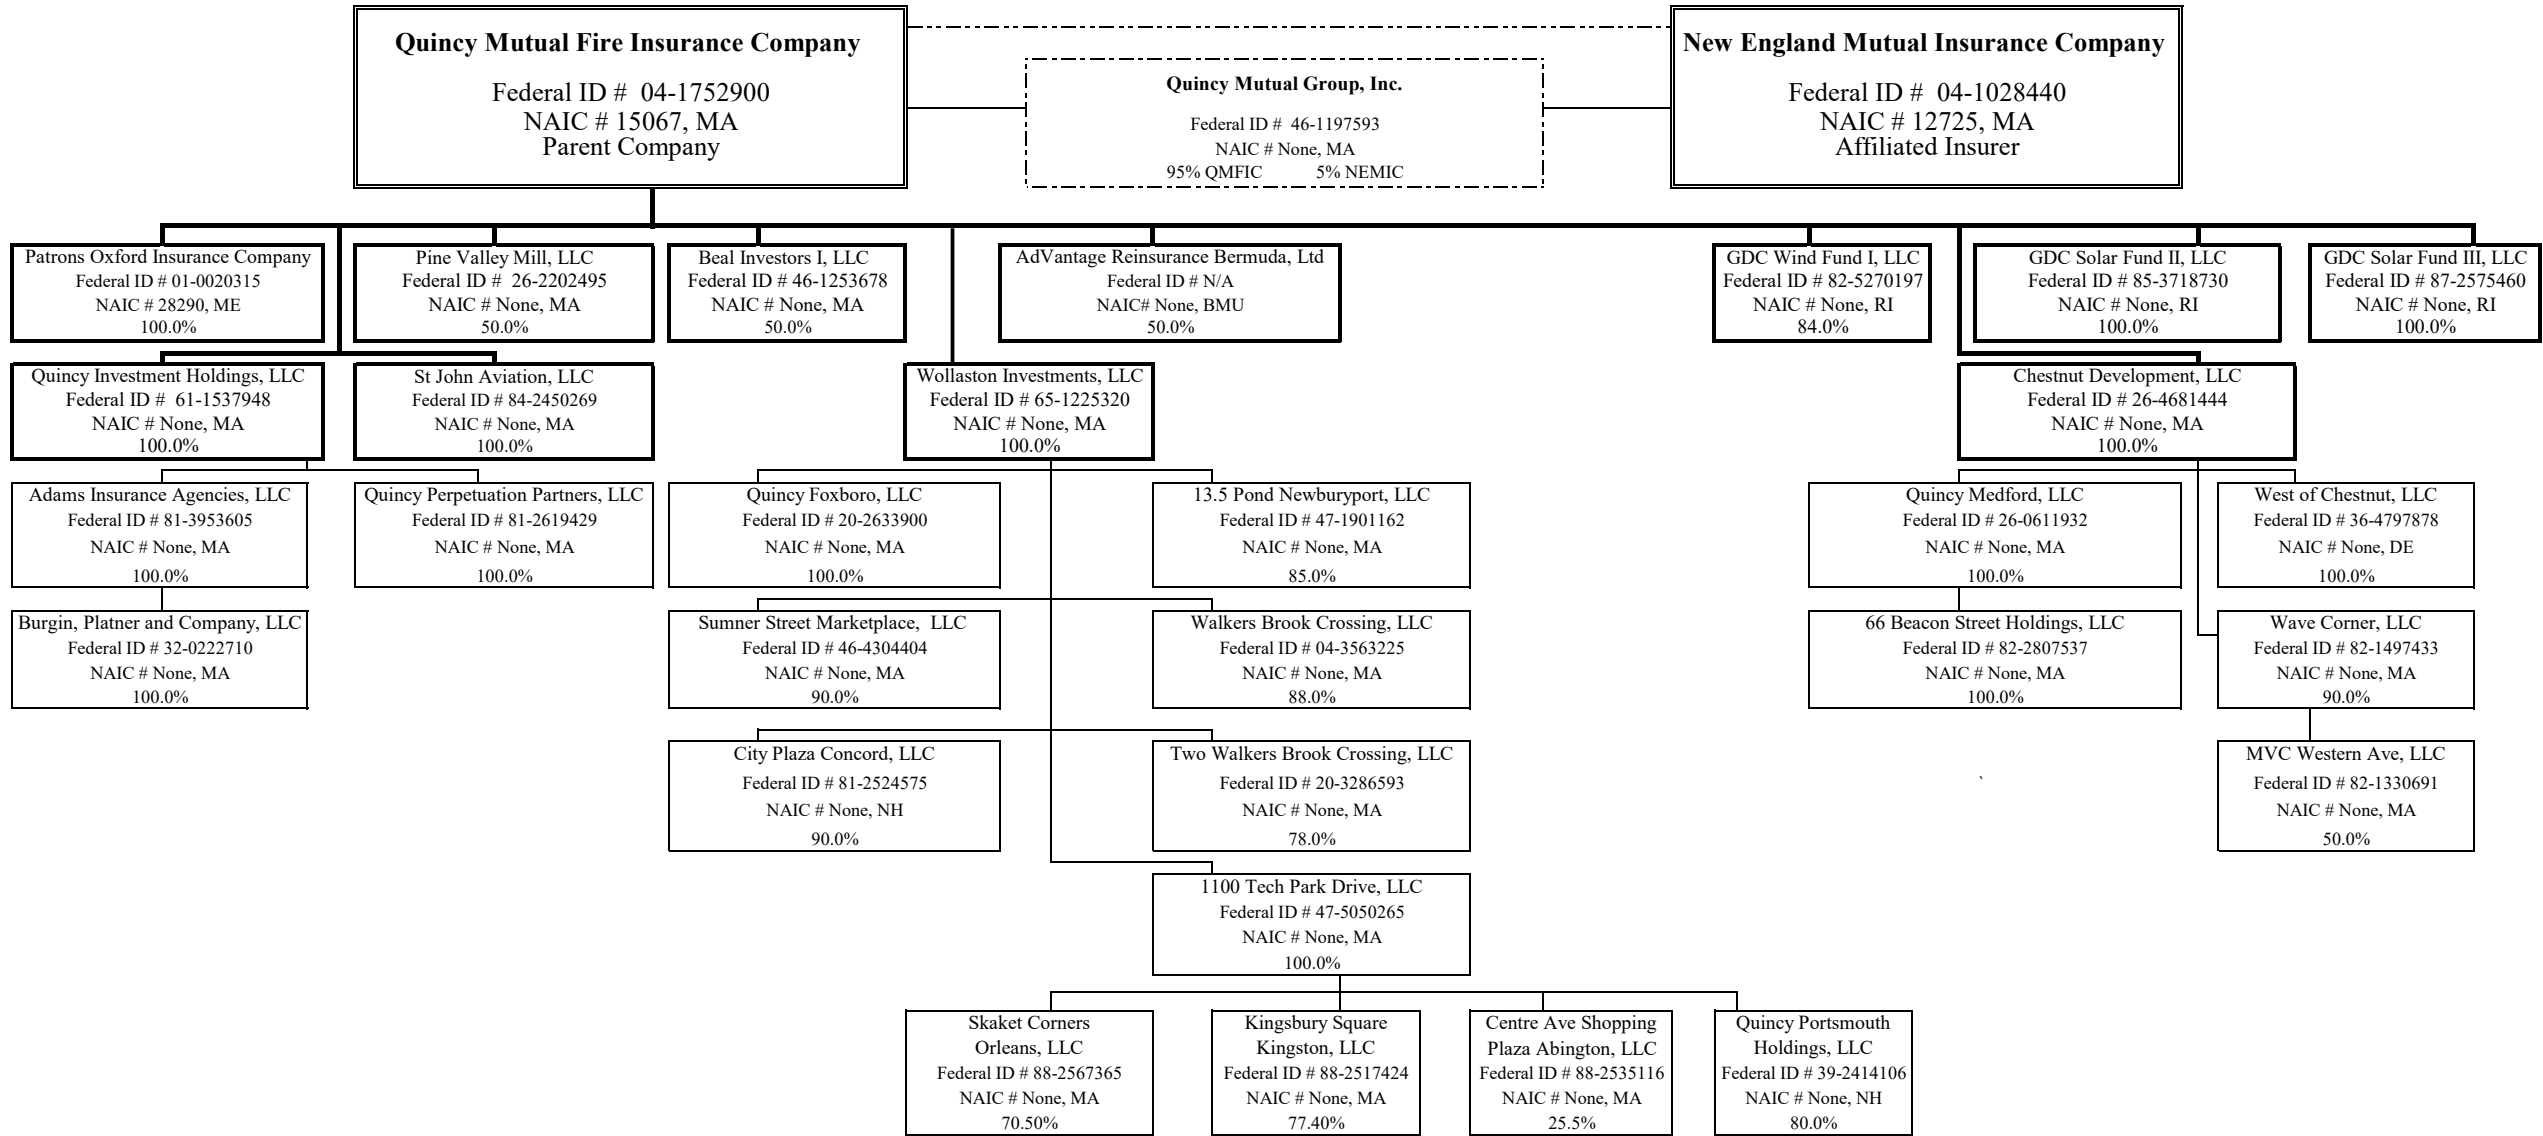 Quincy Mutual Fire Insurance Company
Federal ID # 04-1752900
NAIC # 15067, MA
Parent Company
Quincy Mutual Group, Inc.
Federal ID # 46-1197593
NAIC # None, MA
95% QMFIC 5% NEMIC
New England Mutual Insurance Company
Federal ID # 04-1028440
NAIC # 12725, MA
Affiliated Insurer
Patrons Oxford Insurance Company
Federal ID # 01-0020315
NAIC # 28290, ME
100.0%
Pine Valley Mill, LLC
Federal ID # 26-2202495
NAIC # None, MA
50.0%
Beal Investors I, LLC
Federal ID # 46-1253678
NAIC # None, MA
50.0%
AdVantage Reinsurance Bermuda, Ltd
Federal ID # N/A
NAIC# None, BMU
50.0%
GDC Wind Fund I, LLC
Federal ID # 82-5270197
NAIC # None, RI
84.0%
GDC Solar Fund II, LLC
Federal ID # 85-3718730
NAIC # None, RI
100.0%
GDC Solar Fund III, LLC
Federal ID # 87-2575460
NAIC # None, RI
100.0%
Quincy Investment Holdings, LLC
Federal ID # 61-1537948
NAIC # None, MA
100.0%
St John Aviation, LLC
Federal ID # 84-2450269
NAIC # None, MA
100.0%
Wollaston Investments, LLC
Federal ID # 65-1225320
NAIC # None, MA
100.0%
Chestnut Development, LLC
Federal ID # 26-4681444
NAIC # None, MA
100.0%
Adams Insurance Agencies, LLC
Federal ID # 81-3953605
NAIC # None, MA
100.0%
Quincy Perpetuation Partners, LLC
Federal ID # 81-2619429
NAIC # None, MA
100.0%
Quincy Foxboro, LLC
Federal ID # 20-2633900
NAIC # None, MA
100.0%
13.5 Pond Newburyport, LLC
Federal ID # 47-1901162
NAIC # None, MA
85.0%
Quincy Medford, LLC
Federal ID # 26-0611932
NAIC # None, MA
100.0%
West of Chestnut, LLC
Federal ID # 36-4797878
NAIC # None, DE
100.0%
Burgin, Platner and Company, LLC
Federal ID # 32-0222710
NAIC # None, MA
100.0%
Sumner Street Marketplace, LLC
Federal ID # 46-4304404
NAIC # None, MA
90.0%
Walkers Brook Crossing, LLC
Federal ID # 04-3563225
NAIC # None, MA
88.0%
66 Beacon Street Holdings, LLC
Federal ID # 82-2807537
NAIC # None, MA
100.0%
Wave Corner, LLC
Federal ID # 82-1497433
NAIC # None, MA
90.0%
City Plaza Concord, LLC
Federal ID # 81-2524575
NAIC # None, NH
90.0%
Two Walkers Brook Crossing, LLC
Federal ID # 20-3286593
NAIC # None, MA
78.0%
`
MVC Western Ave, LLC
Federal ID # 82-1330691
NAIC # None, MA
50.0%
1100 Tech Park Drive, LLC
Federal ID # 47-5050265
NAIC # None, MA
100.0%
Skaket Corners
Orleans, LLC
Federal ID # 88-2567365
NAIC # None, MA
70.50%
Kingsbury Square
Kingston, LLC
Federal ID # 88-2517424
NAIC # None, MA
77.40%
Centre Ave Shopping
Plaza Abington, LLC
Federal ID # 88-2535116
NAIC # None, MA
25.5%
Quincy Portsmouth
Holdings, LLC
Federal ID # 39-2414106
NAIC # None, NH
80.0%